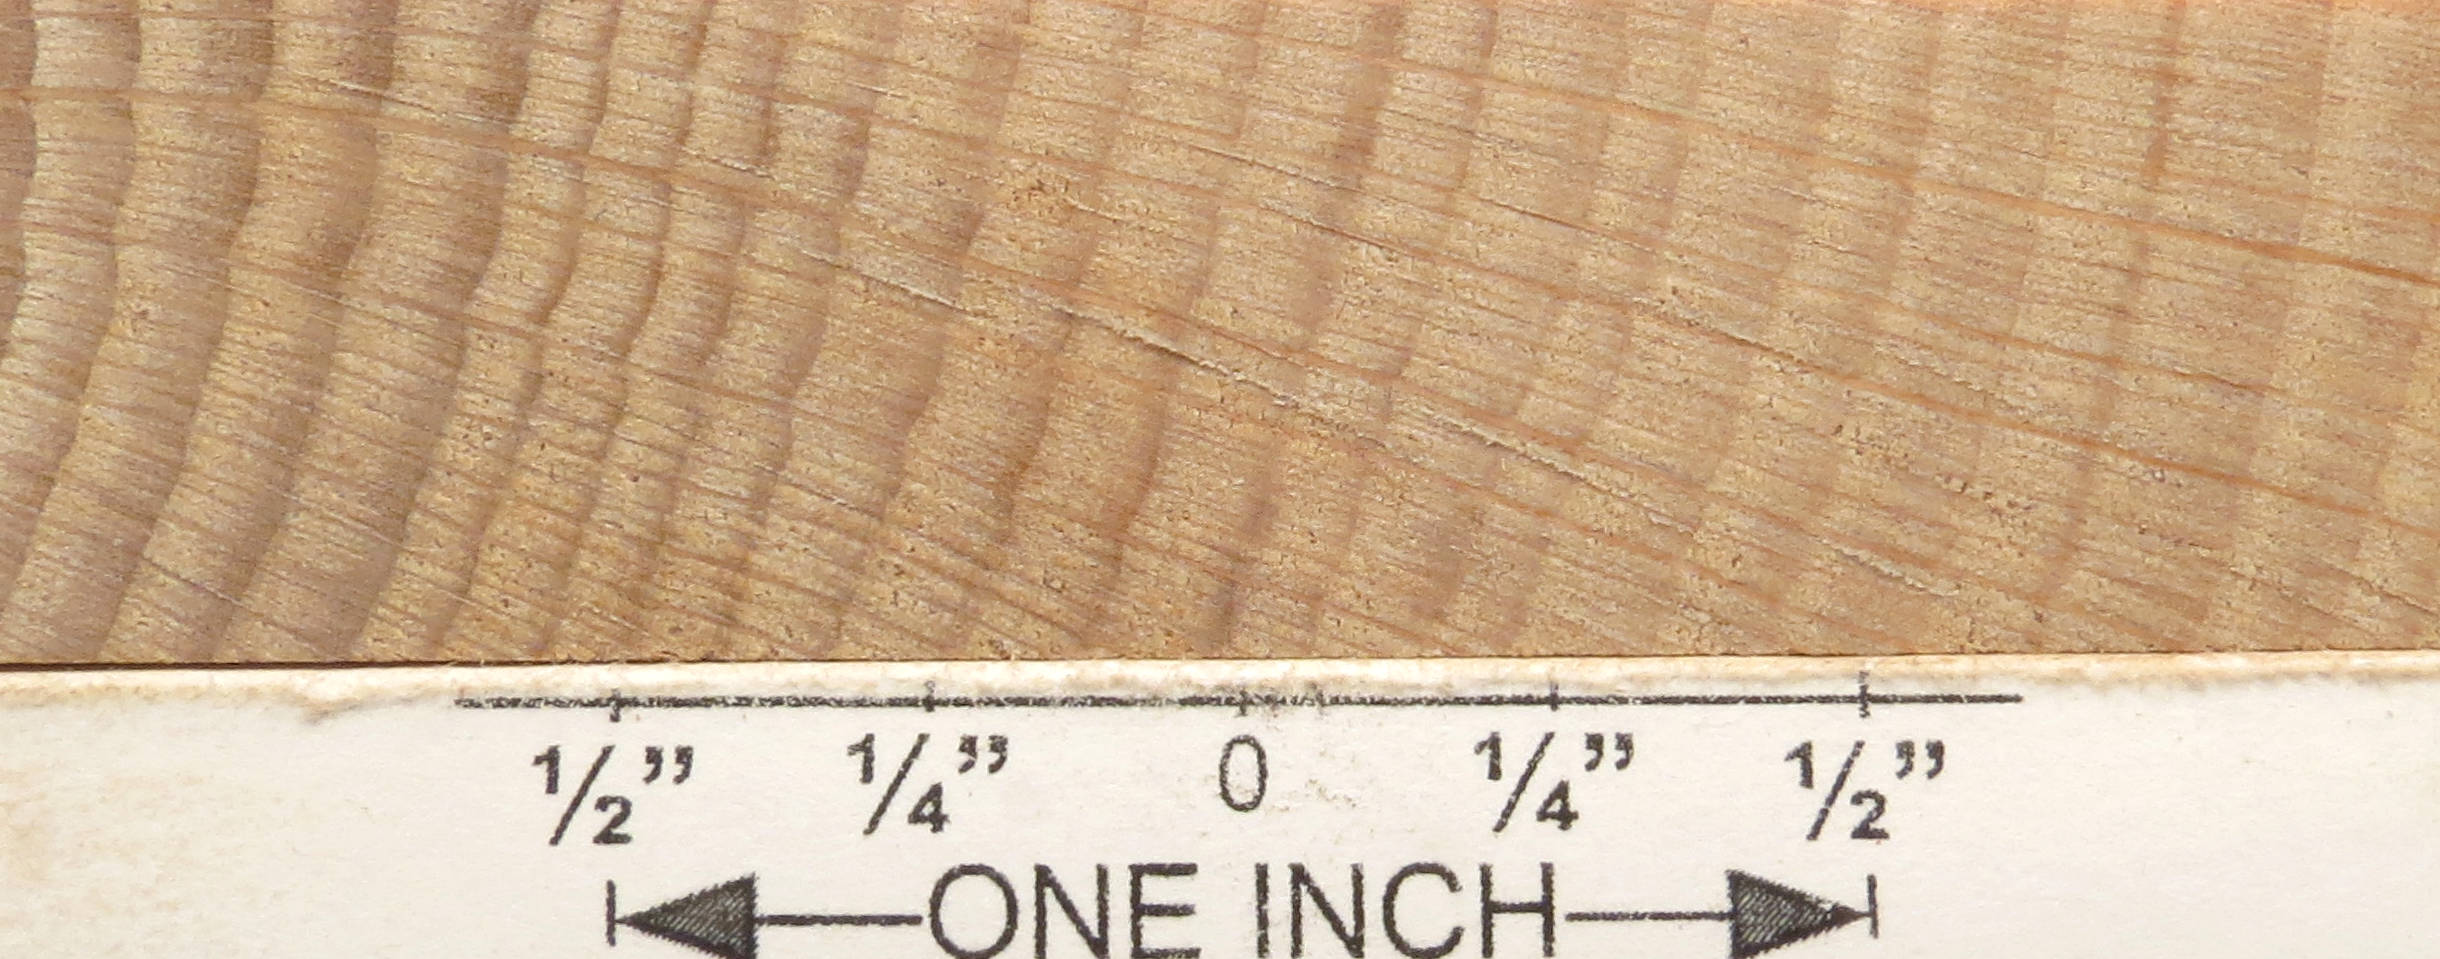 1/2” 1/4” 0 1/4” 1/2”
ONE INCH